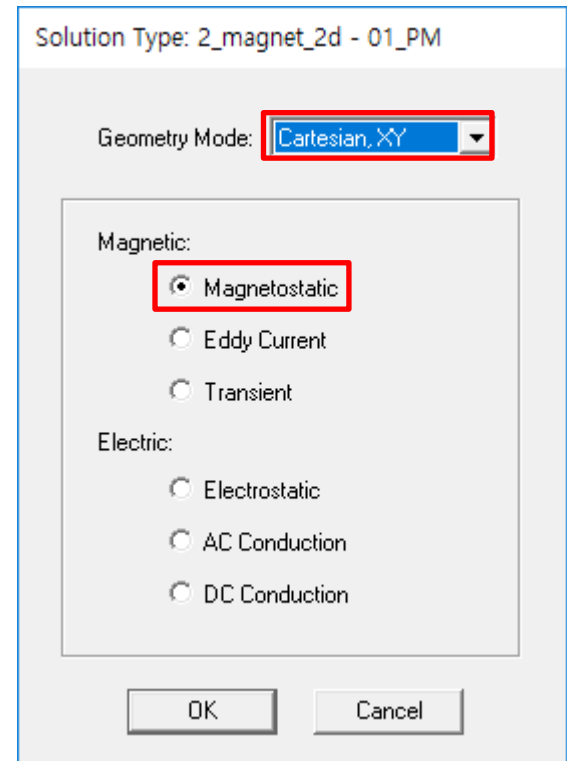 Solution Type: 2_magnet_2d - 01_PM
Geometry Mode: Cartesian, XY
Magnetic:
Magnetostatic
Eddy Current
Transient
Electric:
Electrostatic
AC Conduction
DC Conduction
OK Cancel